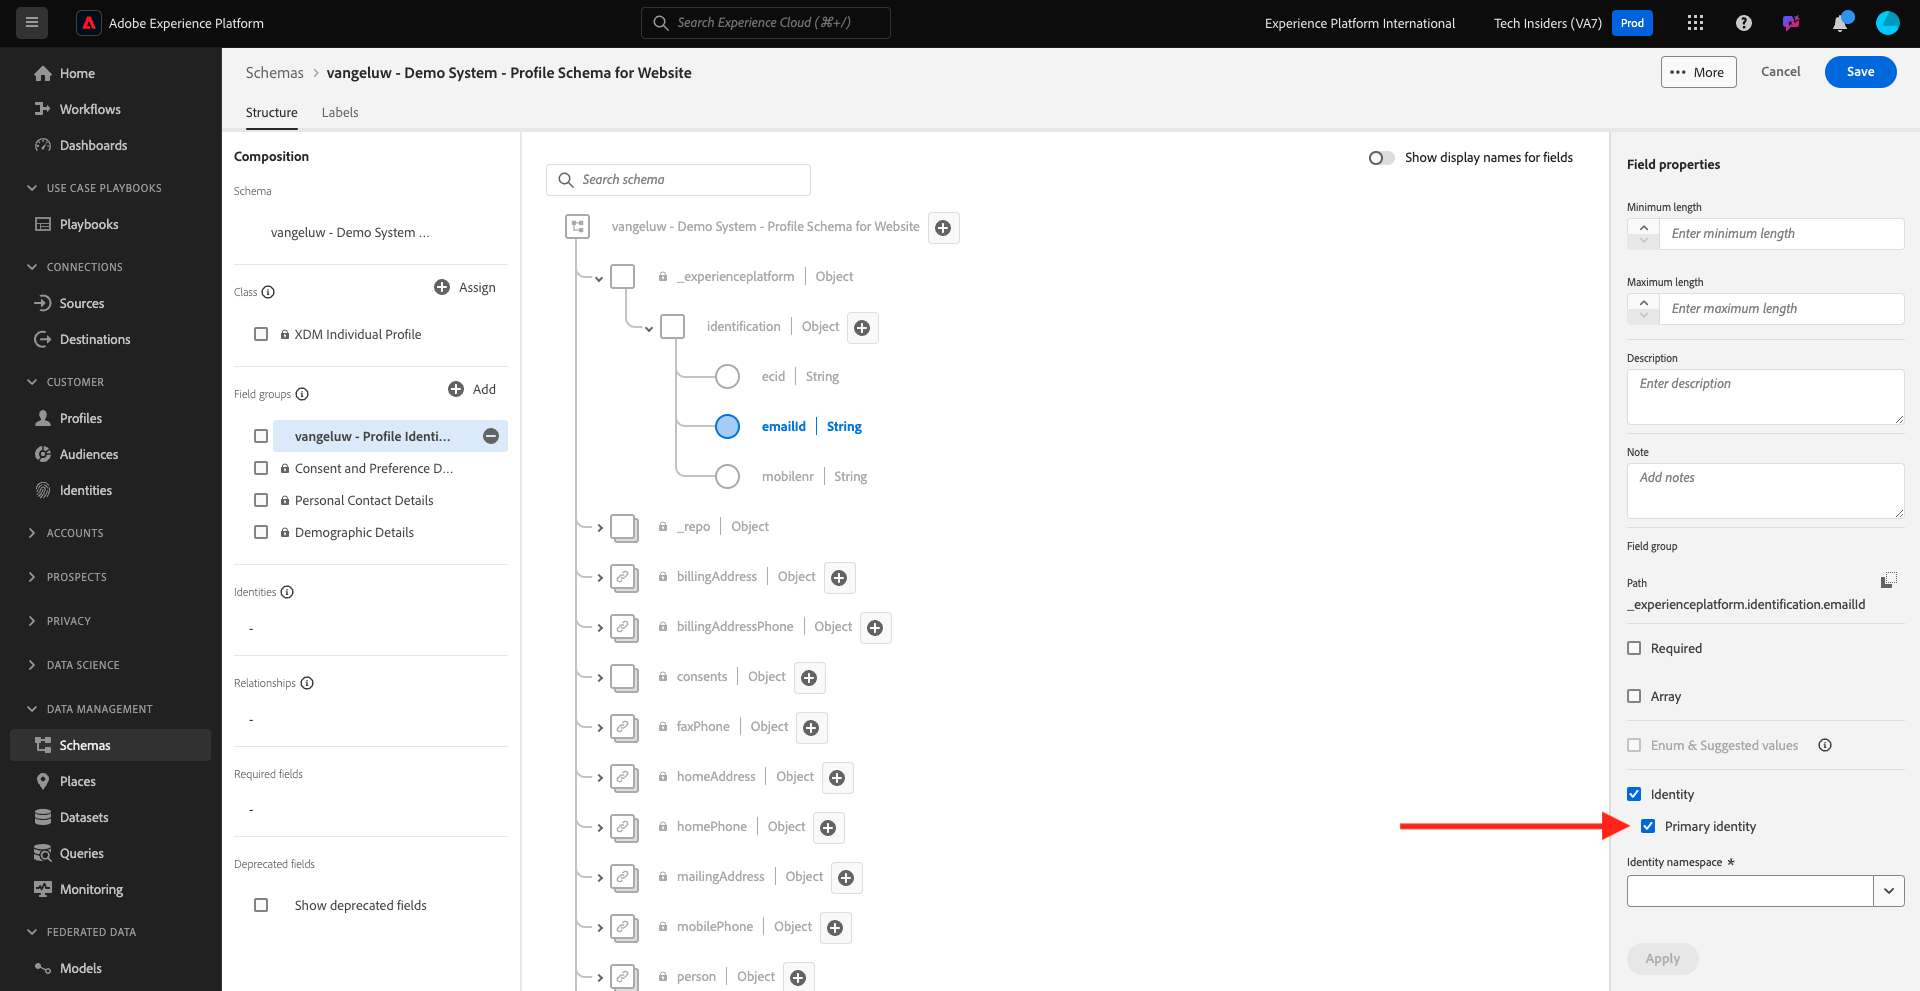 Adobe Experience Platform
Search Experience Cloud (⌘+/)
Experience Platform International
Tech Insiders (VA7)
Prod
Home
Workflows
Dashboards
USE CASE PLAYBOOKS
Playbooks
CONNECTIONS
Sources
Destinations
CUSTOMER
Profiles
Audiences
Identities
ACCOUNTS
PROSPECTS
PRIVACY
DATA SCIENCE
DATA MANAGEMENT
Schemas
Places
Datasets
Queries
Monitoring
FEDERATED DATA
Models
Schemas > vangeluw - Demo System - Profile Schema for Website
••• More
Cancel
Save
Structure
Labels
Composition
Schema
vangeluw - Demo System ...
Class
Assign
XDM Individual Profile
Field groups
Add
vangeluw - Profile Identi...
Consent and Preference D...
Personal Contact Details
Demographic Details
Identities
-
Relationships
-
Required fields
-
Deprecated fields
Show deprecated fields
Search schema
Show display names for fields
vangeluw - Demo System - Profile Schema for Website
_experienceplatform | Object
identification | Object
ecid | String
emailId | String
mobilenr | String
_repo | Object
billingAddress | Object
billingAddressPhone | Object
consents | Object
faxPhone | Object
homeAddress | Object
homePhone | Object
mailingAddress | Object
mobilePhone | Object
person | Object
Field properties
Minimum length
Enter minimum length
Maximum length
Enter maximum length
Description
Enter description
Note
Add notes
Field group
Path
_experienceplatform.identification.emailId
Required
Array
Enum & Suggested values
Identity
Primary identity
Identity namespace *
Apply